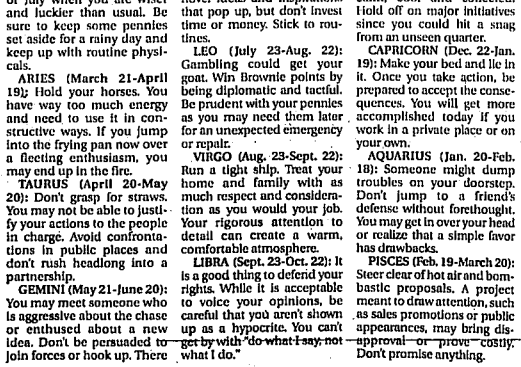 of July when you are wiser
and luckier than usual. Be
sure to keep some pennies
set aside for a rainy day and
keep up with routine physi-
cals.
ARIES (March 21-April
19): Hold your horses. You
have way too much energy
and need to use it in con-
structive ways. If you jump
into the frying pan now over
a fleeting enthusiasm, you
may end up in the fire.
TAURUS (April 20-May
20): Don't grasp for straws.
You may not be able to justi-
fy your actions to the people
in charge. Avoid confronta-
tions in public places and
don't rush headlong into a
partnership.
GEMINI (May 21-June 20):
You may meet someone who
is aggressive about the chase
or enthused about a new
idea. Don't be persuaded to
join forces or hook up. There
that pop up, but don't invest
time or money. Stick to rou-
tines.
LEO (July 23-Aug. 22):
Gambling could get your
goat. Win Brownie points by
being diplomatic and tactful.
Be prudent with your pennies
as you may need them later
for an unexpected emergency
or repair.
VIRGO (Aug. 23-Sept. 22):
Run a tight ship. Treat your
home and family with as
much respect and considera-
tion as you would your job.
Your rigorous attention to
detail can create a warm,
comfortable atmosphere.
LIBRA (Sept. 23-Oct. 22): It
is a good thing to defend your
rights. While it is acceptable
to voice your opinions, be
careful that you aren't shown
up as a hypocrite. You can't
get by with "do what I say, not
what I do."
Hold off on major initiatives
since you could hit a snag
from an unseen quarter.
CAPRICORN (Dec. 22-Jan.
19): Make your bed and lie in
it. Once you take action, be
prepared to accept the conse-
quences. You will get more
accomplished today if you
work in a private place or on
your own.
AQUARIUS (Jan. 20-Feb.
18): Someone might dump
troubles on your doorstep.
Don't jump to a friend's
defense without forethought.
You may get in over your head
or realize that a simple favor
has drawbacks.
PISCES (Feb. 19-March 20):
Steer clear of hot air and bom-
bastic proposals. A project
meant to draw attention, such
as sales promotions or public
appearances, may bring dis-
approval or prove costly.
Don't promise anything.